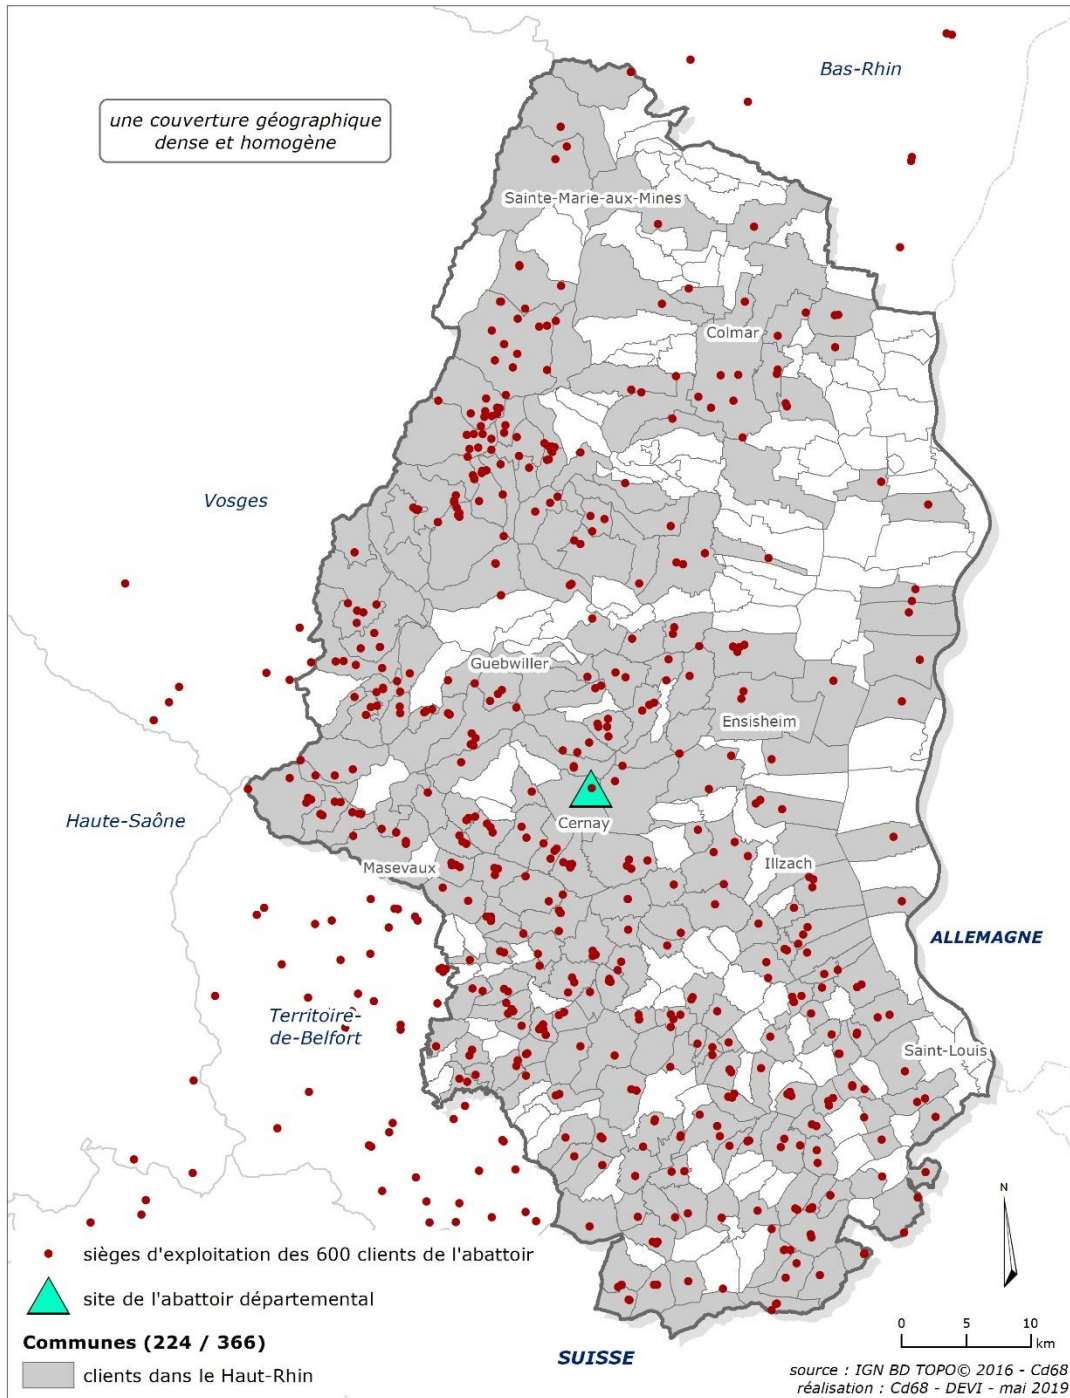 Bas-Rhin
une couverture géographique
dense et homogène
Sainte-Marie-aux-Mines
Colmar
Vosges
Guebwiller
Ensisheim
Haute-Saône
Cernay
Masevaux
Illzach
ALLEMAGNE
Territoire-
de-Belfort
Saint-Louis
N
sièges d'exploitation des 600 clients de l'abattoir
site de l'abattoir départemental
Communes (224 / 366)
clients dans le Haut-Rhin
SUISSE
0 5 10
km
source : IGN BD TOPO© 2016 - Cd68
réalisation : Cd68 - DEVI - mai 2019